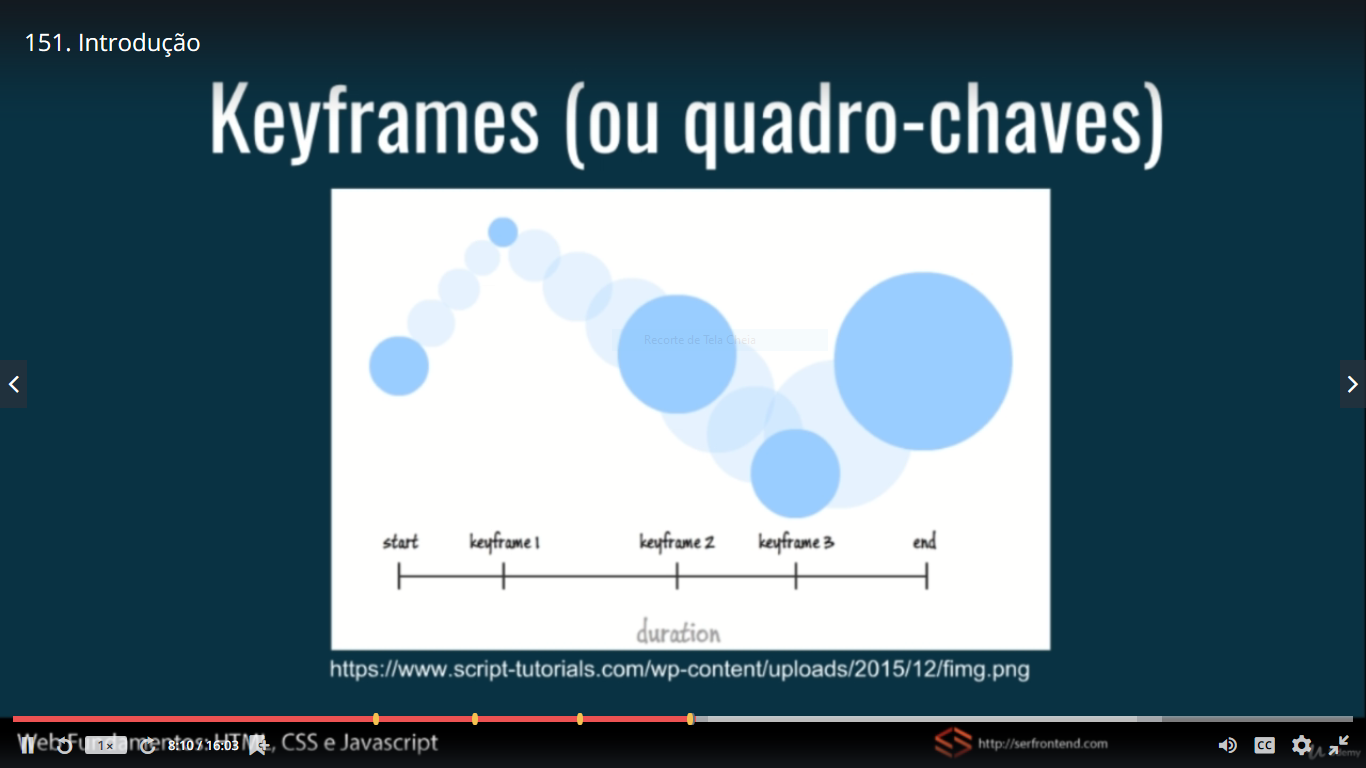 151. Introdução
Keyframes (ou quadro-chaves)
Recorte de Tela Cheia
start keyframe 1 keyframe 2 keyframe 3 end
duration
https://www.script-tutorials.com/wp-content/uploads/2015/12/fimg.png
Web Fundamentos: HTML, CSS e Javascript
1x 8:10 / 16:03
http://serfrontend.com
CC